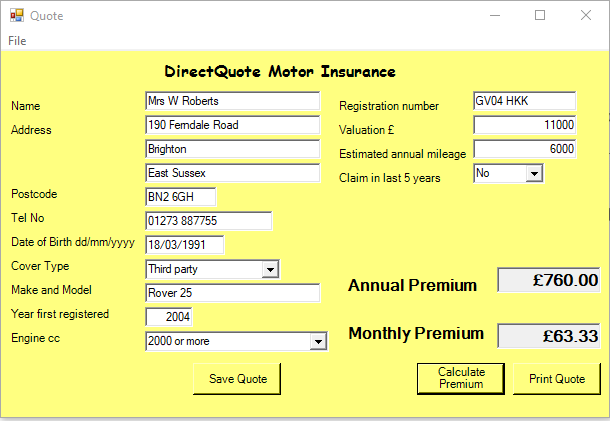 Quote
File
DirectQuote Motor Insurance
Name Mrs W Roberts
Address 190 Ferndale Road
Brighton
East Sussex
Postcode BN2 6GH
Tel No 01273 887755
Date of Birth dd/mm/yyyy 18/03/1991
Cover Type Third party
Make and Model Rover 25
Year first registered 2004
Engine cc 2000 or more
Registration number GV04 HKK
Valuation £ 11000
Estimated annual mileage 6000
Claim in last 5 years No
Annual Premium £760.00
Monthly Premium £63.33
Save Quote
Calculate
Premium
Print Quote